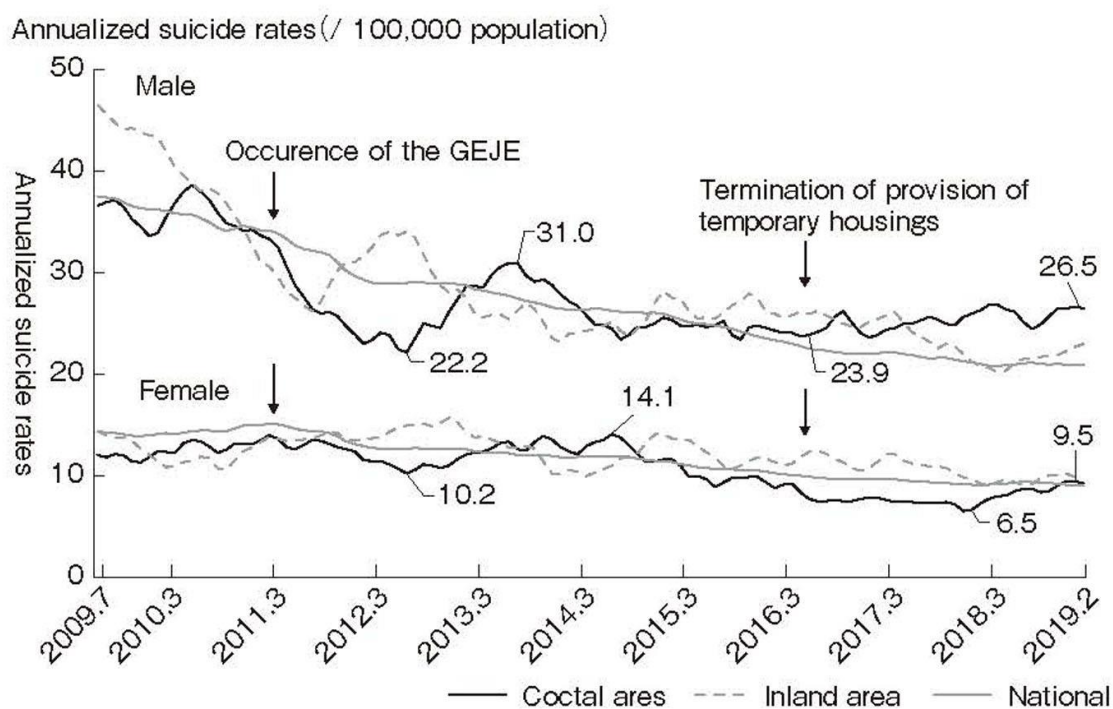 Annualized suicide rates (/ 100,000 population)
50
Male
40
Occurence of the GEJE
Termination of provision of
temporary housings
31.0
30
26.5
22.2
23.9
20
Female
14.1
9.5
10
10.2
6.5
0
Annualized suicide rates
2009.7
2010.3
2011.3
2012.3
2013.3
2014.3
2015.3
2016.3
2017.3
2018.3
2019.2
Coctal ares
Inland area
National